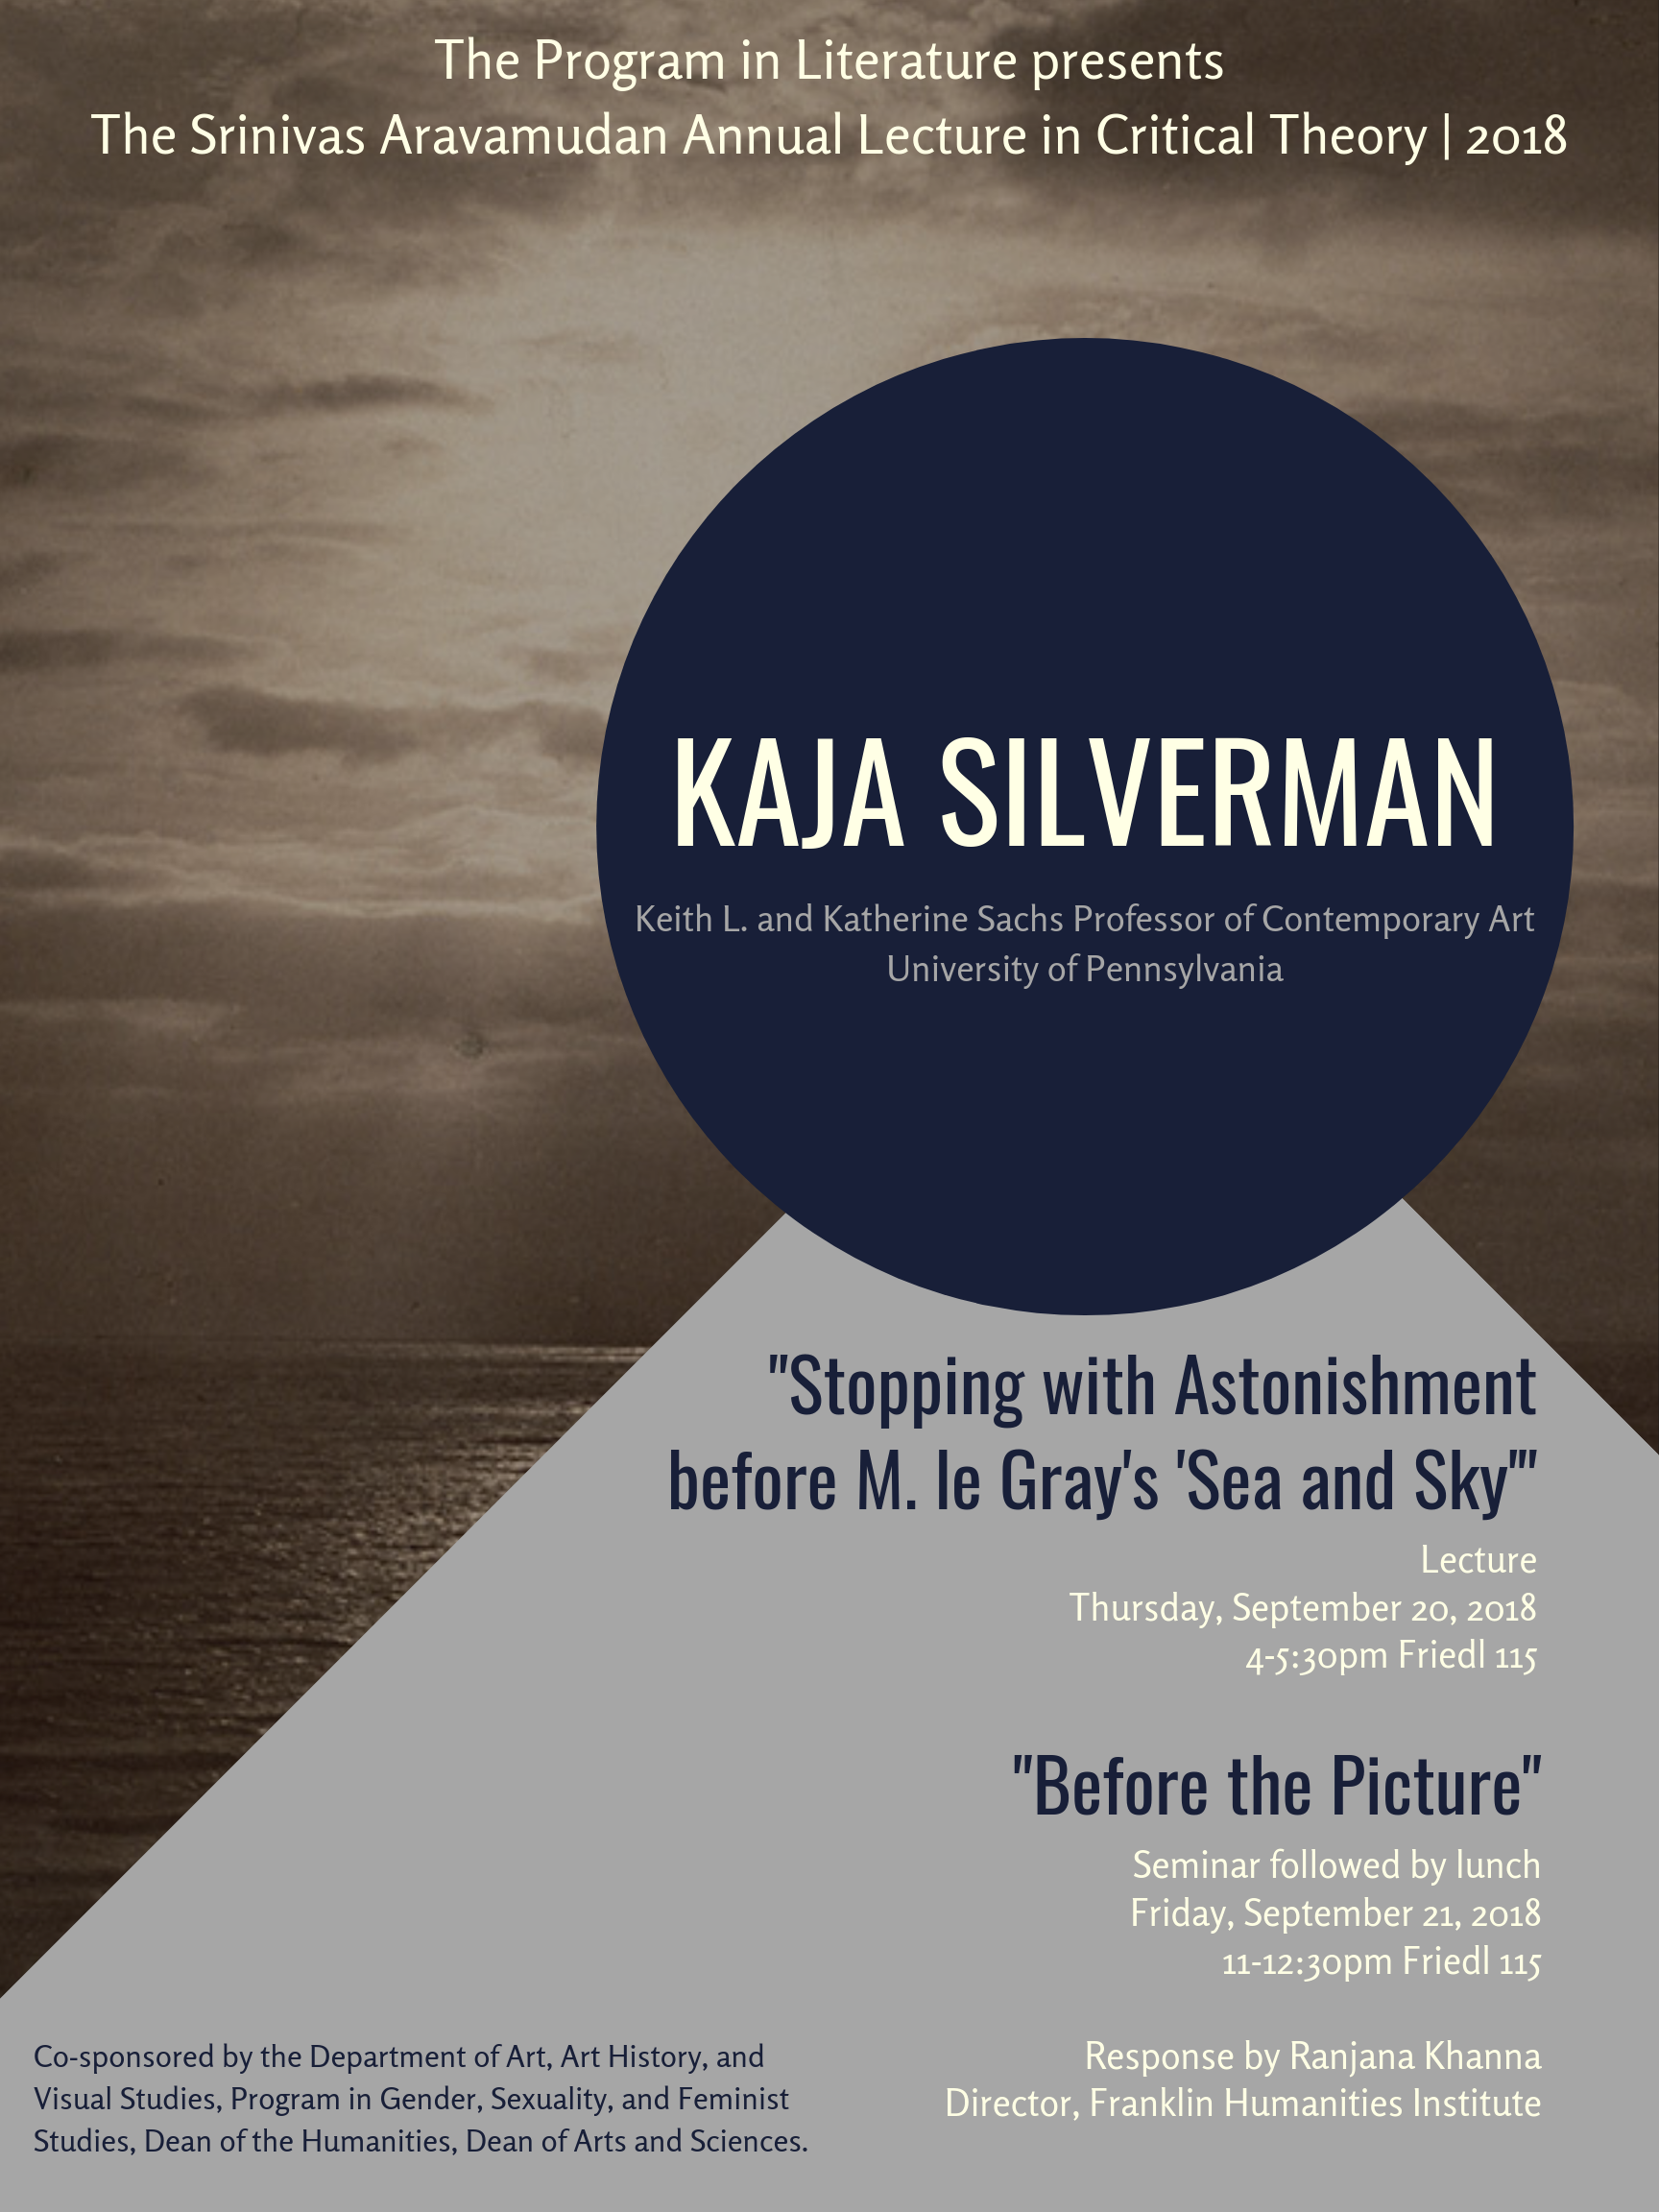 The Program in Literature presents
The Srinivas Aravamudan Annual Lecture in Critical Theory | 2018
KAJA SILVERMAN
Keith L. and Katherine Sachs Professor of Contemporary Art
University of Pennsylvania
"Stopping with Astonishment
before M. le Gray's 'Sea and Sky'"
Lecture
Thursday, September 20, 2018
4-5:30pm Friedl 115
"Before the Picture"
Seminar followed by lunch
Friday, September 21, 2018
11-12:30pm Friedl 115
Response by Ranjana Khanna
Director, Franklin Humanities Institute
Co-sponsored by the Department of Art, Art History, and
Visual Studies, Program in Gender, Sexuality, and Feminist
Studies, Dean of the Humanities, Dean of Arts and Sciences.